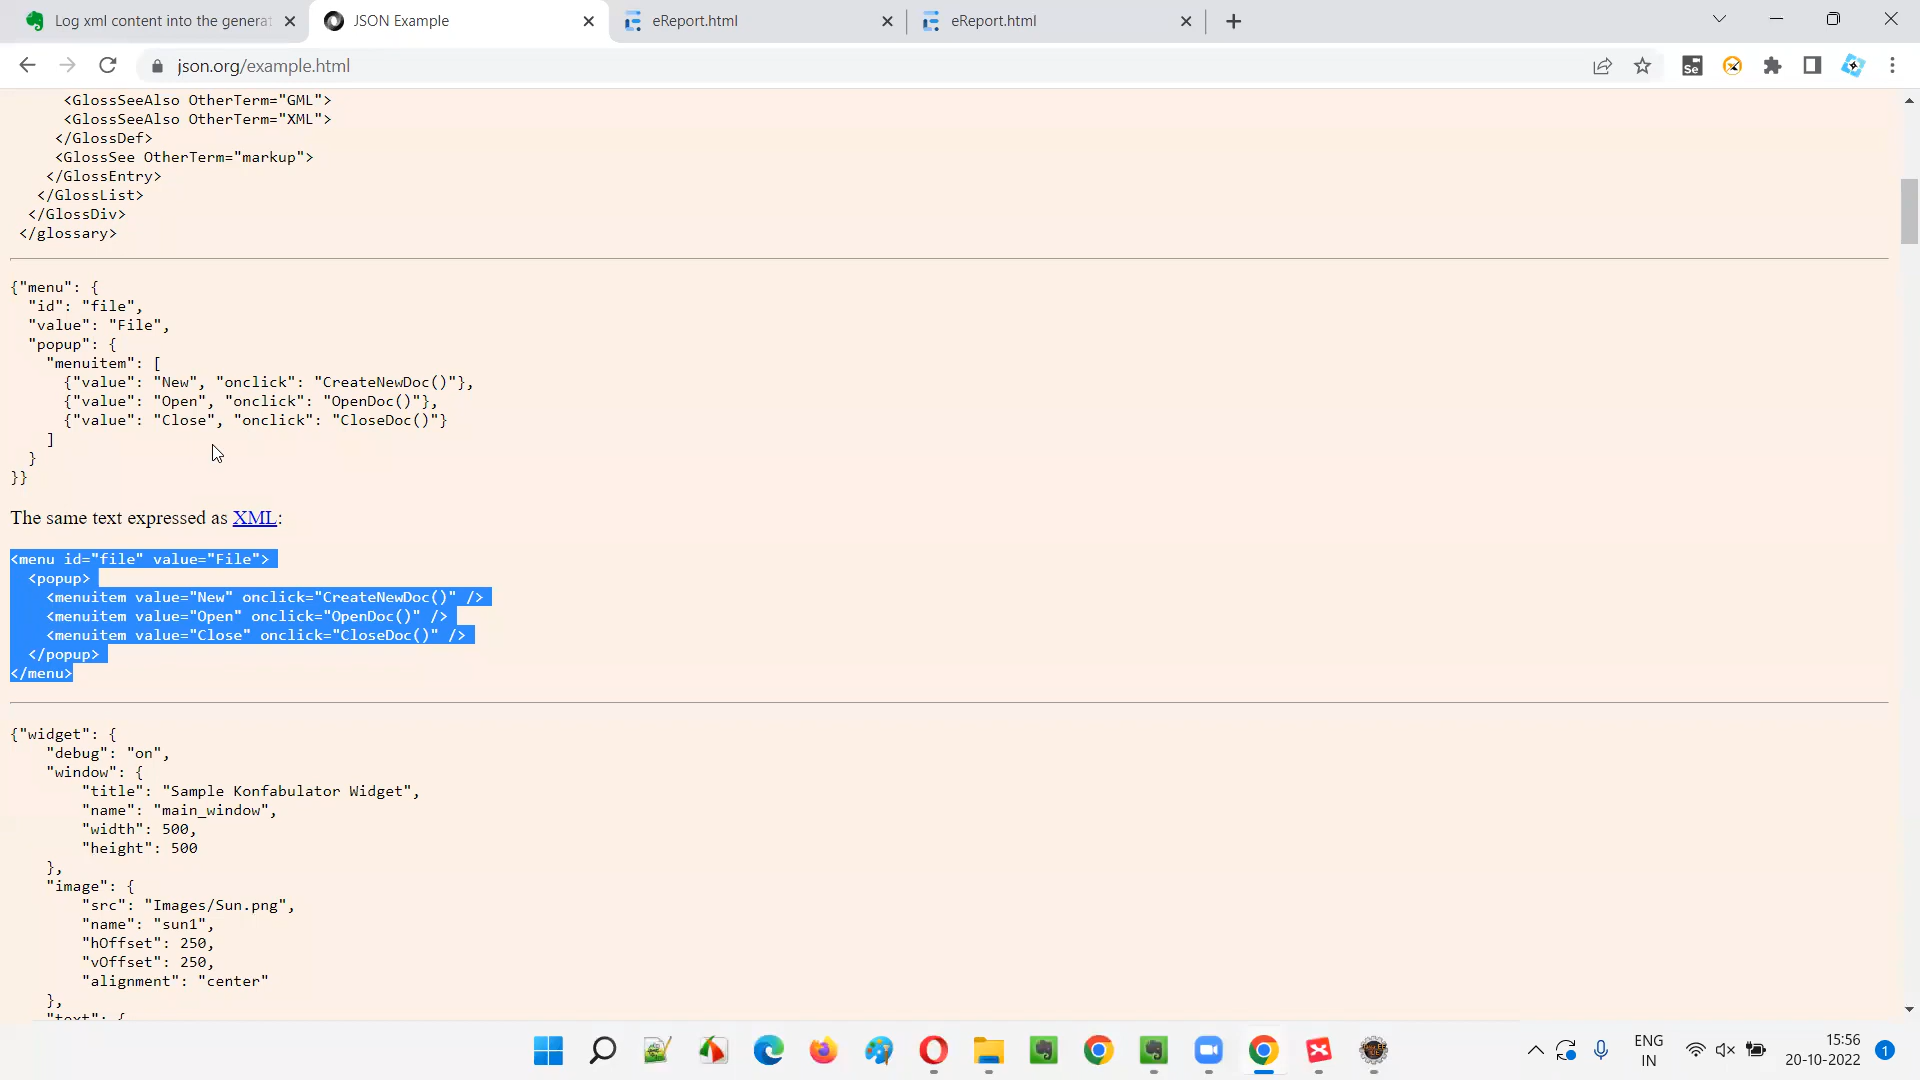 Log xml content into the genera
JSON Example
eReport.html
eReport.html
json.org/example.html
<GlossSeeAlso OtherTerm="GML">
<GlossSeeAlso OtherTerm="XML">
</GlossDef>
<GlossSee OtherTerm="markup">
</GlossEntry>
</GlossList>
</GlossDiv>
</glossary>
{"menu": {
"id": "file",
"value": "File",
"popup": {
"menuitem": [
{"value": "New", "onclick": "CreateNewDoc()"},
{"value": "Open", "onclick": "OpenDoc()"},
{"value": "Close", "onclick": "CloseDoc()"}
]
}
}}
The same text expressed as XML:
<menu id="file" value="File">
<popup>
<menuitem value="New" onclick="CreateNewDoc()" />
<menuitem value="Open" onclick="OpenDoc()" />
<menuitem value="Close" onclick="CloseDoc()" />
</popup>
</menu>
{"widget": {
"debug": "on",
"window": {
"title": "Sample Konfabulator Widget",
"name": "main_window",
"width": 500,
"height": 500
},
"image": {
"src": "Images/Sun.png",
"name": "sun1",
"hOffset": 250,
"vOffset": 250,
"alignment": "center"
},
"text": {
ENG
IN
15:56
20-10-2022
1